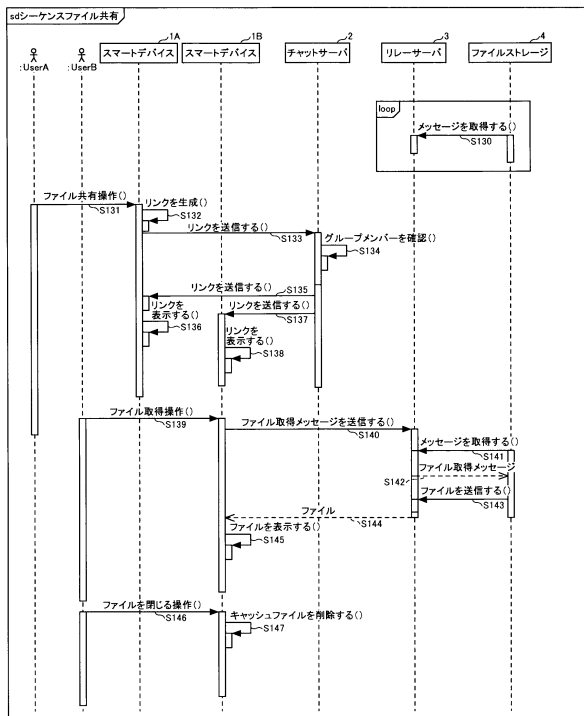 sdシーケンスファイル共有
:UserA
:UserB
1A
スマートデバイス
1B
スマートデバイス
2
チャットサーバ
3
リレーサーバ
4
ファイルストレージ
loop
メッセージを取得する()
S130
ファイル共有操作()
S131
リンクを生成()
S132
リンクを送信する()
S133
グループメンバーを確認()
S134
リンクを送信する()
S135
リンクを
表示する()
S136
リンクを送信する()
S137
リンクを
表示する()
S138
ファイル取得操作()
S139
ファイル取得メッセージを送信する()
S140
メッセージを取得する()
S141
ファイル取得メッセージ
S142
ファイルを送信する()
S143
ファイル
S144
ファイルを表示する()
S145
ファイルを閉じる操作()
S146
キャッシュファイルを削除する()
S147